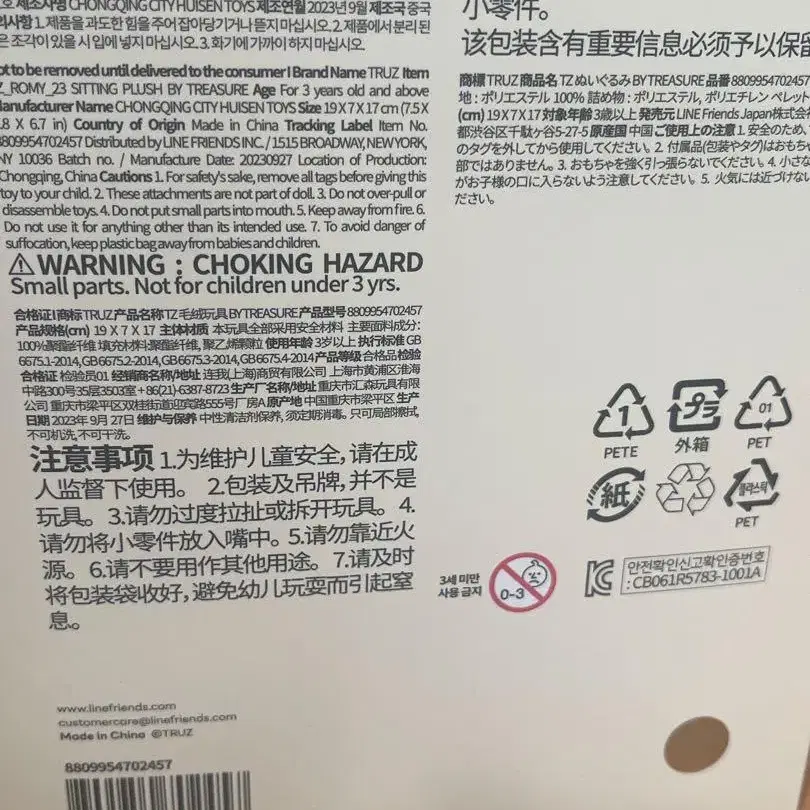 호 제조사명 CHONGQING CITY HUISEN TOYS 제조연월 2023년 9월 제조국 중국
의사항 1. 제품을 과도한 힘을 주어 잡아당기거나 뜯지 마십시오. 2. 제품에서 분리된
은 조각이 있을 시 입에 넣지 마십시오. 3. 화기에 가까이 하지 마십시오.
ot to be removed until delivered to the consumer I Brand Name TRUZ Item
Z_ROMY_23 SITTING PLUSH BY TREASURE Age For 3 years old and above
Manufacturer Name CHONGQING CITY HUISEN TOYS Size 19 X 7 X 17 cm (7.5 X
.8 X 6.7 in) Country of Origin Made in China Tracking Label Item No.
8809954702457 Distributed by LINE FRIENDS INC. / 1515 BROADWAY, NEW YORK,
NY 10036 Batch no. / Manufacture Date: 20230927 Location of Production:
Chongqing, China Cautions 1. For safety's sake, remove all tags before giving this
toy to your child. 2. These attachments are not part of doll. 3. Do not over-pull or
disassemble toys. 4. Do not put small parts into mouth. 5. Keep away from fire. 6.
Do not use it for anything other than its intended use. 7. To avoid danger of
suffocation, keep plastic bag away from babies and children.
⚠WARNING : CHOKING HAZARD
Small parts. Not for children under 3 yrs.
合格证 I 商标 TRUZ 产品名称 TZ 毛绒玩具 BY TREASURE 产品型号 8809954702457
产品规格(cm) 19 X 7 X 17 主体材质 本玩具全部采用安全材料 主要面料成分:
100%聚酯纤维 填充材料:聚酯纤维, 聚乙烯颗粒 使用年龄 3岁以上 执行标准 GB
6675.1-2014, GB 6675.2-2014, GB 6675.3-2014, GB 6675.4-2014 产品等级 合格品 检验
合格证 检验员01 经销商名称/地址 连我(上海)商贸有限公司 上海市黄浦区淮海
中路300号35层3503室 + 86(21)-6387-8723 生产厂名称/地址 重庆市汇森玩具有限
公司 重庆市梁平区双桂街道迎宾路555号厂房A 原产地 中国重庆市梁平区 生产
日期 2023年 9月 27日 维护与保养 中性清洁剂保养, 须定期消毒。只可局部擦拭,
不可机洗, 不可干洗。
注意事项 1.为维护儿童安全, 请在成
人监督下使用。 2.包装及吊牌, 并不是
玩具。 3.请勿过度拉扯或拆开玩具。 4.
请勿将小零件放入嘴中。 5.请勿靠近火
源。 6.请不要用作其他用途。 7.请及时
将包装袋收好, 避免幼儿玩耍而引起窒
息。
www.linefriends.com
customercare@linefriends.com
Made in China ©TRUZ
8809954702457
小零件。
该包装含有重要信息必须予以保留
商標 TRUZ 商品名 TZ ぬいぐるみ BY TREASURE 品番 8809954702457
地 : ポリエステル 100% 詰め物 : ポリエステル, ポリエチレン ペレット
(cm) 19 X 7 X 17 対象年齢 3歳以上 発売元 LINE Friends Japan株式会
都渋谷区千駄ヶ谷5-27-5 原産国 中国 ご使用上の注意 1. 安全のため、
のタグを外してから使用してください。 2. 付属品(包装やタグ)はおもちゃ
部ではありません。 3. おもちゃを強く引っ張らないでください。 4. 小さな
がお子様の口に入らないよう注意してください。 5. 火気には近づけない
ださい。
1
PETE
プラ
外箱
01
PET
紙
플라스틱
PET
3세 미만
사용 금지
0-3
안전확인신고확인증번호
: CB061R5783-1001A